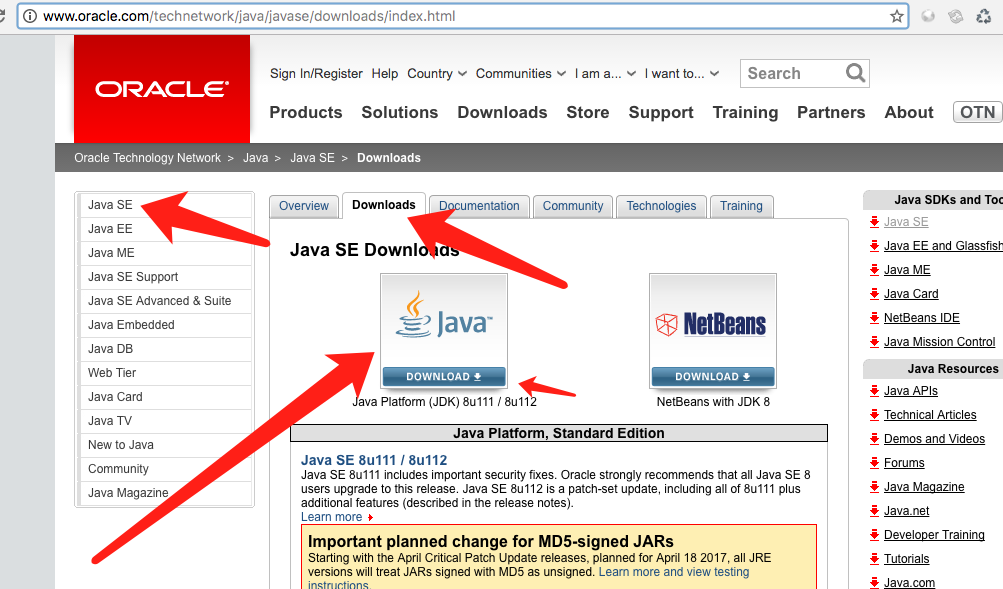 www.oracle.com/technetwork/java/javase/downloads/index.html
ORACLE
Sign In/Register Help Country Communities I am a... I want to... Search
Products Solutions Downloads Store Support Training Partners About OTN
Oracle Technology Network > Java > Java SE > Downloads
Java SE
Java EE
Java ME
Java SE Support
Java SE Advanced & Suite
Java Embedded
Java DB
Web Tier
Java Card
Java TV
New to Java
Community
Java Magazine
Overview Downloads Documentation Community Technologies Training
Java SE Downloads
Java™
DOWNLOAD
Java Platform (JDK) 8u111 / 8u112
NetBeans
DOWNLOAD
NetBeans with JDK 8
Java Platform, Standard Edition
Java SE 8u111 / 8u112
Java SE 8u111 includes important security fixes. Oracle strongly recommends that all Java SE 8
users upgrade to this release. Java SE 8u112 is a patch-set update, including all of 8u111 plus
additional features (described in the release notes).
Learn more
Important planned change for MD5-signed JARs
Starting with the April Critical Patch Update releases, planned for April 18 2017, all JRE
versions will treat JARs signed with MD5 as unsigned. Learn more and view testing
instructions.
Java SDKs and Too
Java SE
Java EE and Glassfish
Java ME
Java Card
NetBeans IDE
Java Mission Control
Java Resources
Java APIs
Technical Articles
Demos and Videos
Forums
Java Magazine
Java.net
Developer Training
Tutorials
Java.com